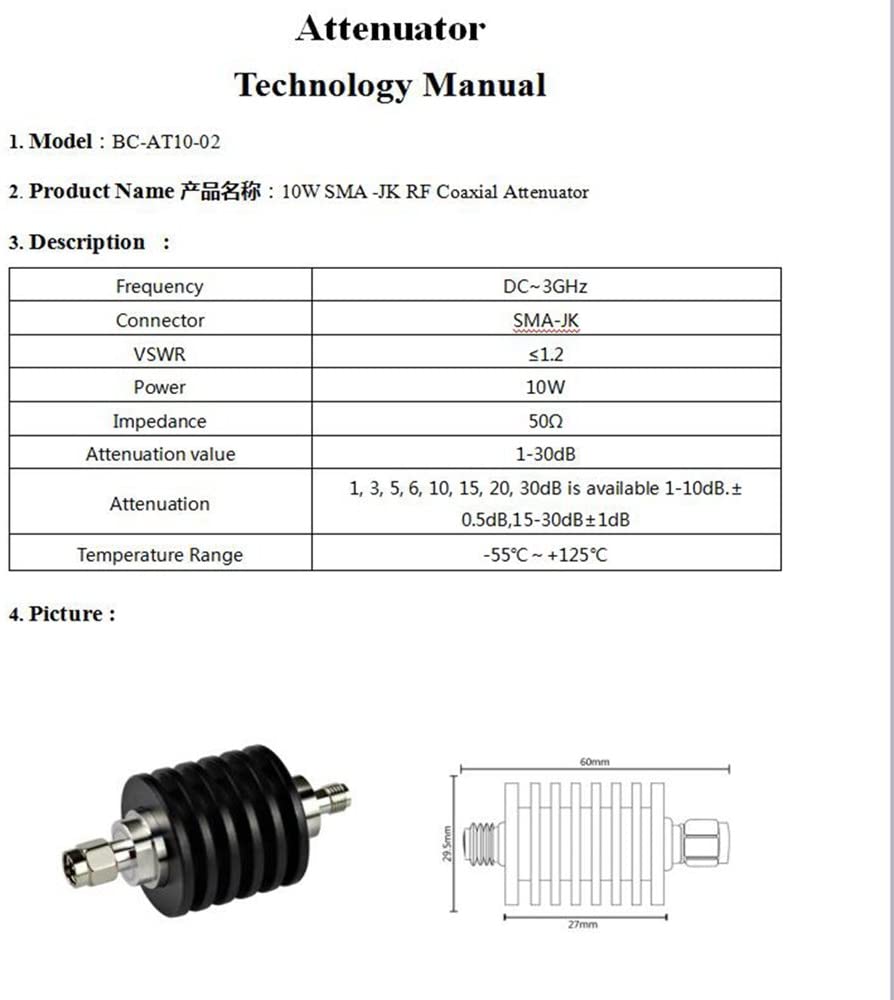 Attenuator
Technology Manual
1. Model：BC-AT10-02
2. Product Name 产品名称：10W SMA -JK RF Coaxial Attenuator
3. Description ：
Frequency DC~3GHz
Connector SMA-JK
VSWR ≤1.2
Power 10W
Impedance 50Ω
Attenuation value 1-30dB
Attenuation 1, 3, 5, 6, 10, 15, 20, 30dB is available 1-10dB.±
0.5dB,15-30dB±1dB
Temperature Range -55℃~ +125℃
4. Picture :
60mm
29.5mm
27mm